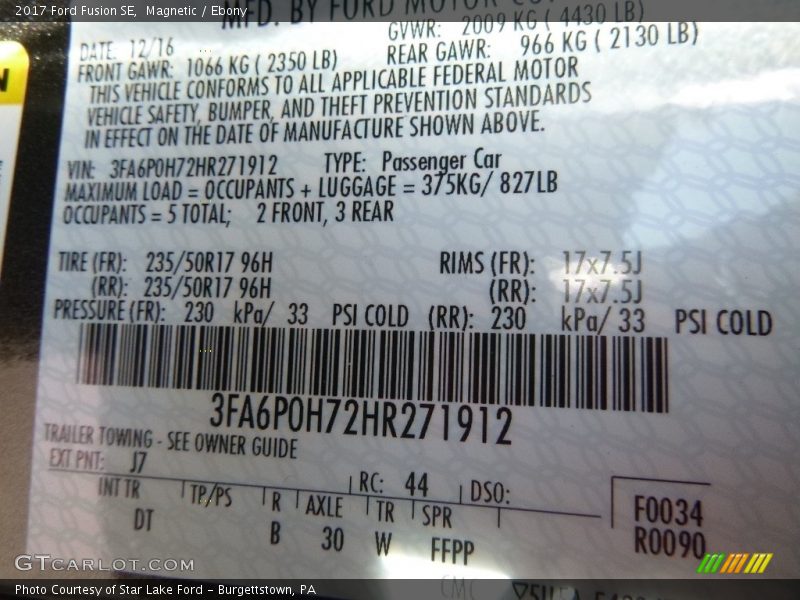 2017 Ford Fusion SE,  Magnetic / Ebony
MFD. BY FORD MOTOR
GVWR: 2009 KG ( 4430 LB)
DATE: 12/16
REAR GAWR: 966 KG ( 2130 LB)
FRONT GAWR: 1066 KG ( 2350 LB)
THIS VEHICLE CONFORMS TO ALL APPLICABLE FEDERAL MOTOR
VEHICLE SAFETY, BUMPER, AND THEFT PREVENTION STANDARDS
IN EFFECT ON THE DATE OF MANUFACTURE SHOWN ABOVE.
VIN: 3FA6P0H72HR271912 TYPE: Passenger Car
MAXIMUM LOAD = OCCUPANTS + LUGGAGE = 375KG/ 827LB
OCCUPANTS = 5 TOTAL; 2 FRONT, 3 REAR
TIRE (FR): 235/50R17 96H RIMS (FR): 17x7.5J
(RR): 235/50R17 96H (RR): 17x7.5J
PRESSURE (FR): 230 kPa/ 33 PSI COLD (RR): 230 kPa/ 33 PSI COLD
3FA6P0H72HR271912
TRAILER TOWING - SEE OWNER GUIDE
EXT PNT: J7 RC: 44 DSO:
INT TR TP/PS R AXLE TR SPR
DT B 30 W FFPP
F0034
R0090
GTCARLOT.COM
Photo Courtesy of Star Lake Ford – Burgettstown, PA